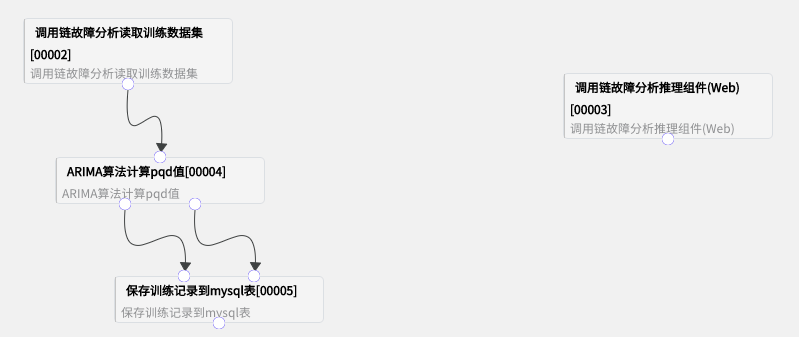 调用链故障分析读取训练数据集
[00002]
调用链故障分析读取训练数据集
调用链故障分析推理组件(Web)
[00003]
调用链故障分析推理组件(Web)
ARIMA算法计算pqd值[00004]
ARIMA算法计算pqd值
保存训练记录到mysql表[00005]
保存训练记录到mysql表